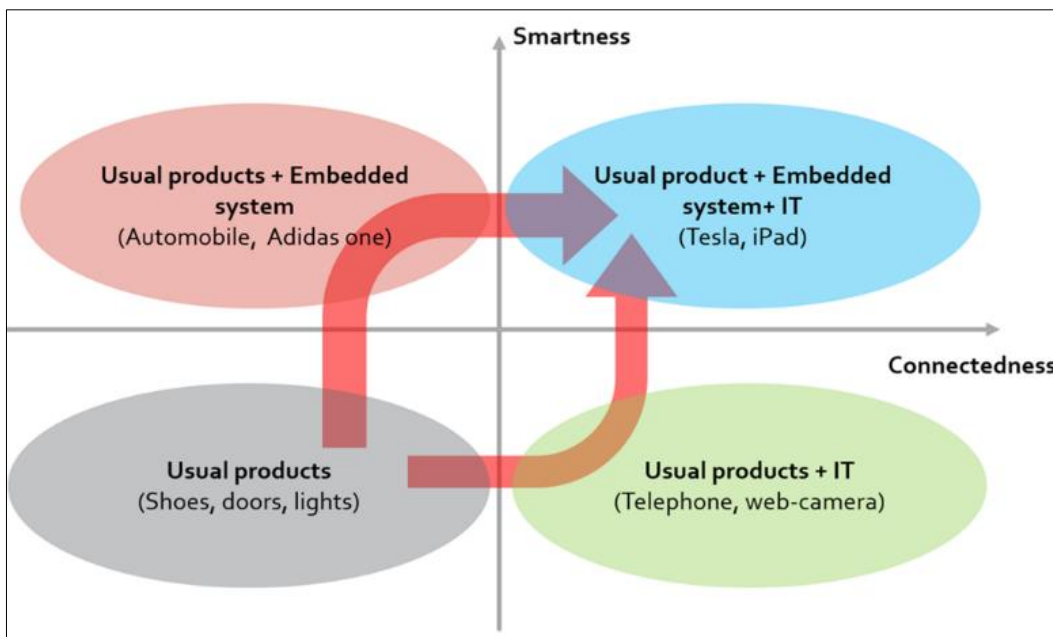 Smartness
Usual products + Embedded
system
(Automobile, Adidas one)
Usual product + Embedded
system+ IT
(Tesla, iPad)
Connectedness
Usual products
(Shoes, doors, lights)
Usual products + IT
(Telephone, web-camera)